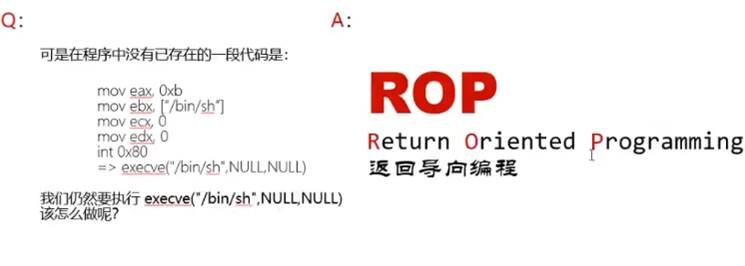 Q:
可是在程序中没有已存在的一段代码是：
mov eax, 0xb
mov ebx, ["/bin/sh"]
mov ecx, 0
mov edx, 0
int 0x80
=> execve("/bin/sh",NULL,NULL)
我们仍然要执行 execve("/bin/sh",NULL,NULL)
该怎么做呢？
A:
ROP
Return Oriented Programming
返回导向编程